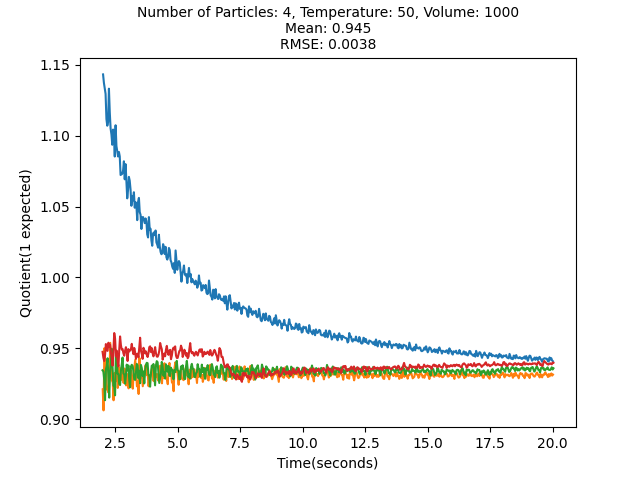 Number of Particles: 4, Temperature: 50, Volume: 1000
Mean: 0.945
RMSE: 0.0038
1.15
1.10
1.05
1.00
0.95
0.90
Quotient(1 expected)
2.5 5.0 7.5 10.0 12.5 15.0 17.5 20.0
Time(seconds)